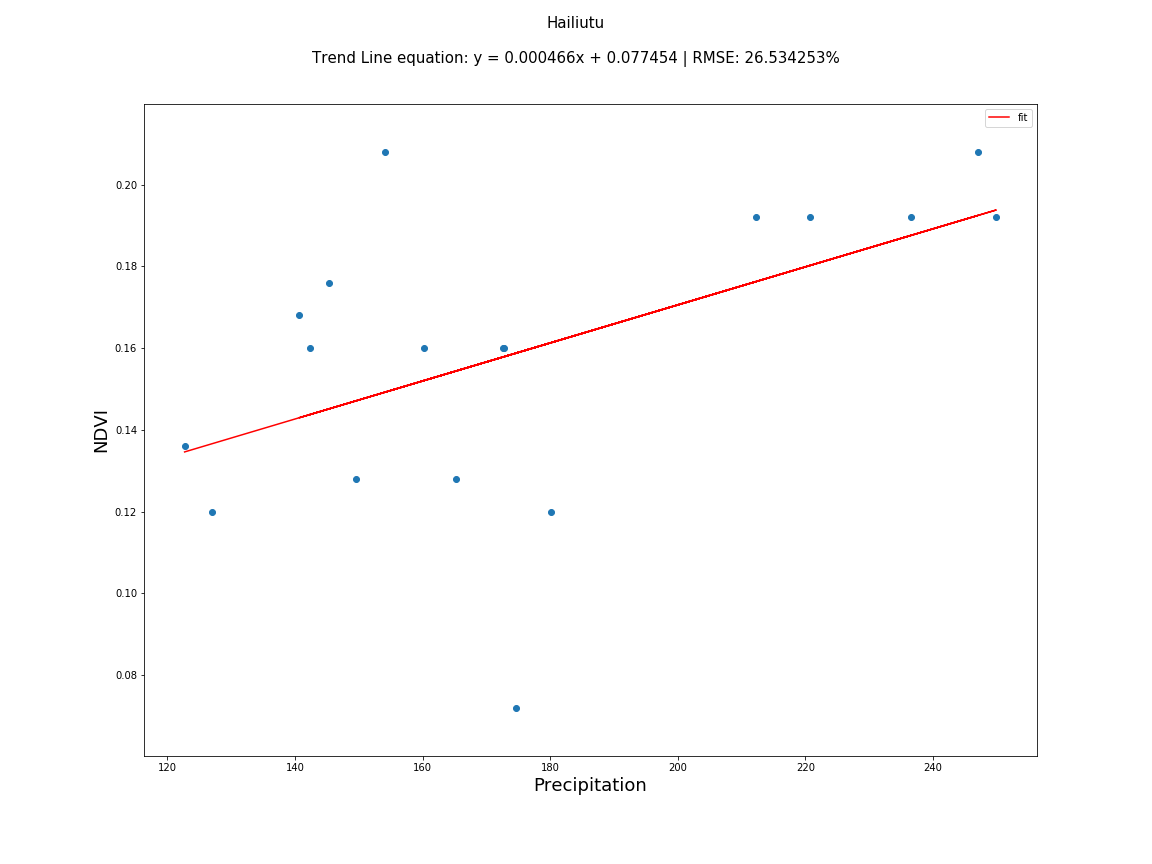 Hailiutu
Trend Line equation: y = 0.000466x + 0.077454 | RMSE: 26.534253%
fit
0.20
0.18
0.16
0.14
0.12
0.10
0.08
NDVI
120 140 160 180 200 220 240
Precipitation